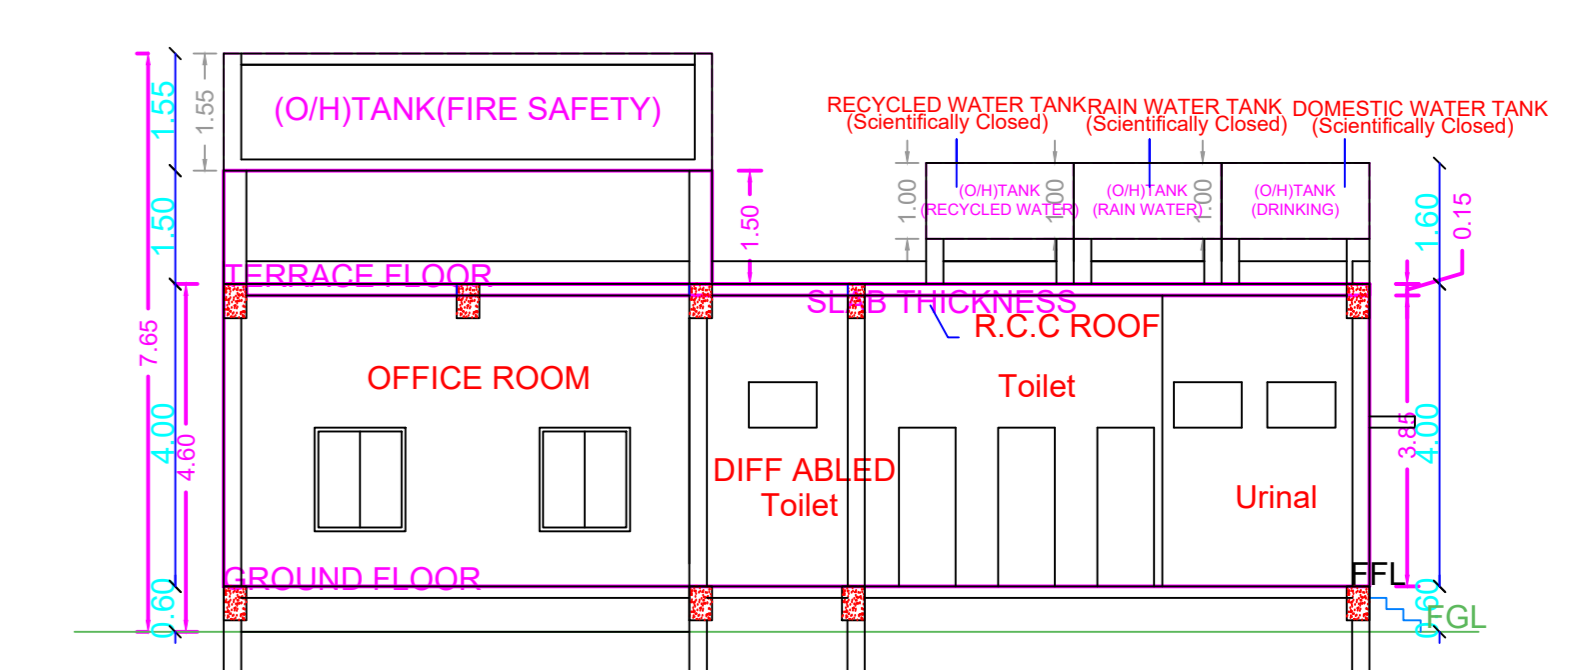 (O/H)TANK(FIRE SAFETY)
1.55
1.55
RECYCLED WATER TANK
(Scientifically Closed)
RAIN WATER TANK
(Scientifically Closed)
DOMESTIC WATER TANK
(Scientifically Closed)
1.00
(O/H)TANK
(RECYCLED WATER)
1.00
(O/H)TANK
(RAIN WATER)
1.00
(O/H)TANK
(DRINKING)
1.50
1.50
1.60
0.15
TERRACE FLOOR
SLAB THICKNESS
R.C.C ROOF
7.65
OFFICE ROOM
Toilet
4.00
4.60
3.85
4.00
DIFF ABLED
Toilet
Urinal
GROUND FLOOR
FFL
0.60
0.60
FGL